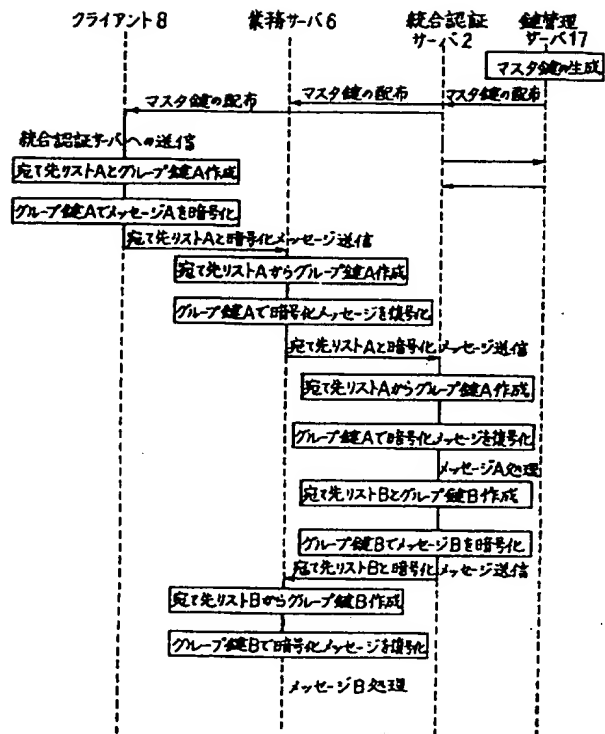 クライアント8
業務サーバ6
統合認証
サーバ2
鍵管理
サーバ17
マスタ鍵の生成
マスタ鍵の配布
マスタ鍵の配布
マスタ鍵の配布
統合認証サーバへの送信
宛て先リストAとグループ鍵A作成
グループ鍵AでメッセージAを暗号化
宛て先リストAと暗号化メッセージ送信
宛て先リストAからグループ鍵A作成
グループ鍵Aで暗号化メッセージを復号化
宛て先リストAと暗号化メッセージ送信
宛て先リストAからグループ鍵A作成
グループ鍵Aで暗号化メッセージを復号化
メッセージA処理
宛て先リストBとグループ鍵B作成
グループ鍵BでメッセージBを暗号化
宛て先リストBと暗号化メッセージ送信
宛て先リストBからグループ鍵B作成
グループ鍵Bで暗号化メッセージを復号化
メッセージB処理